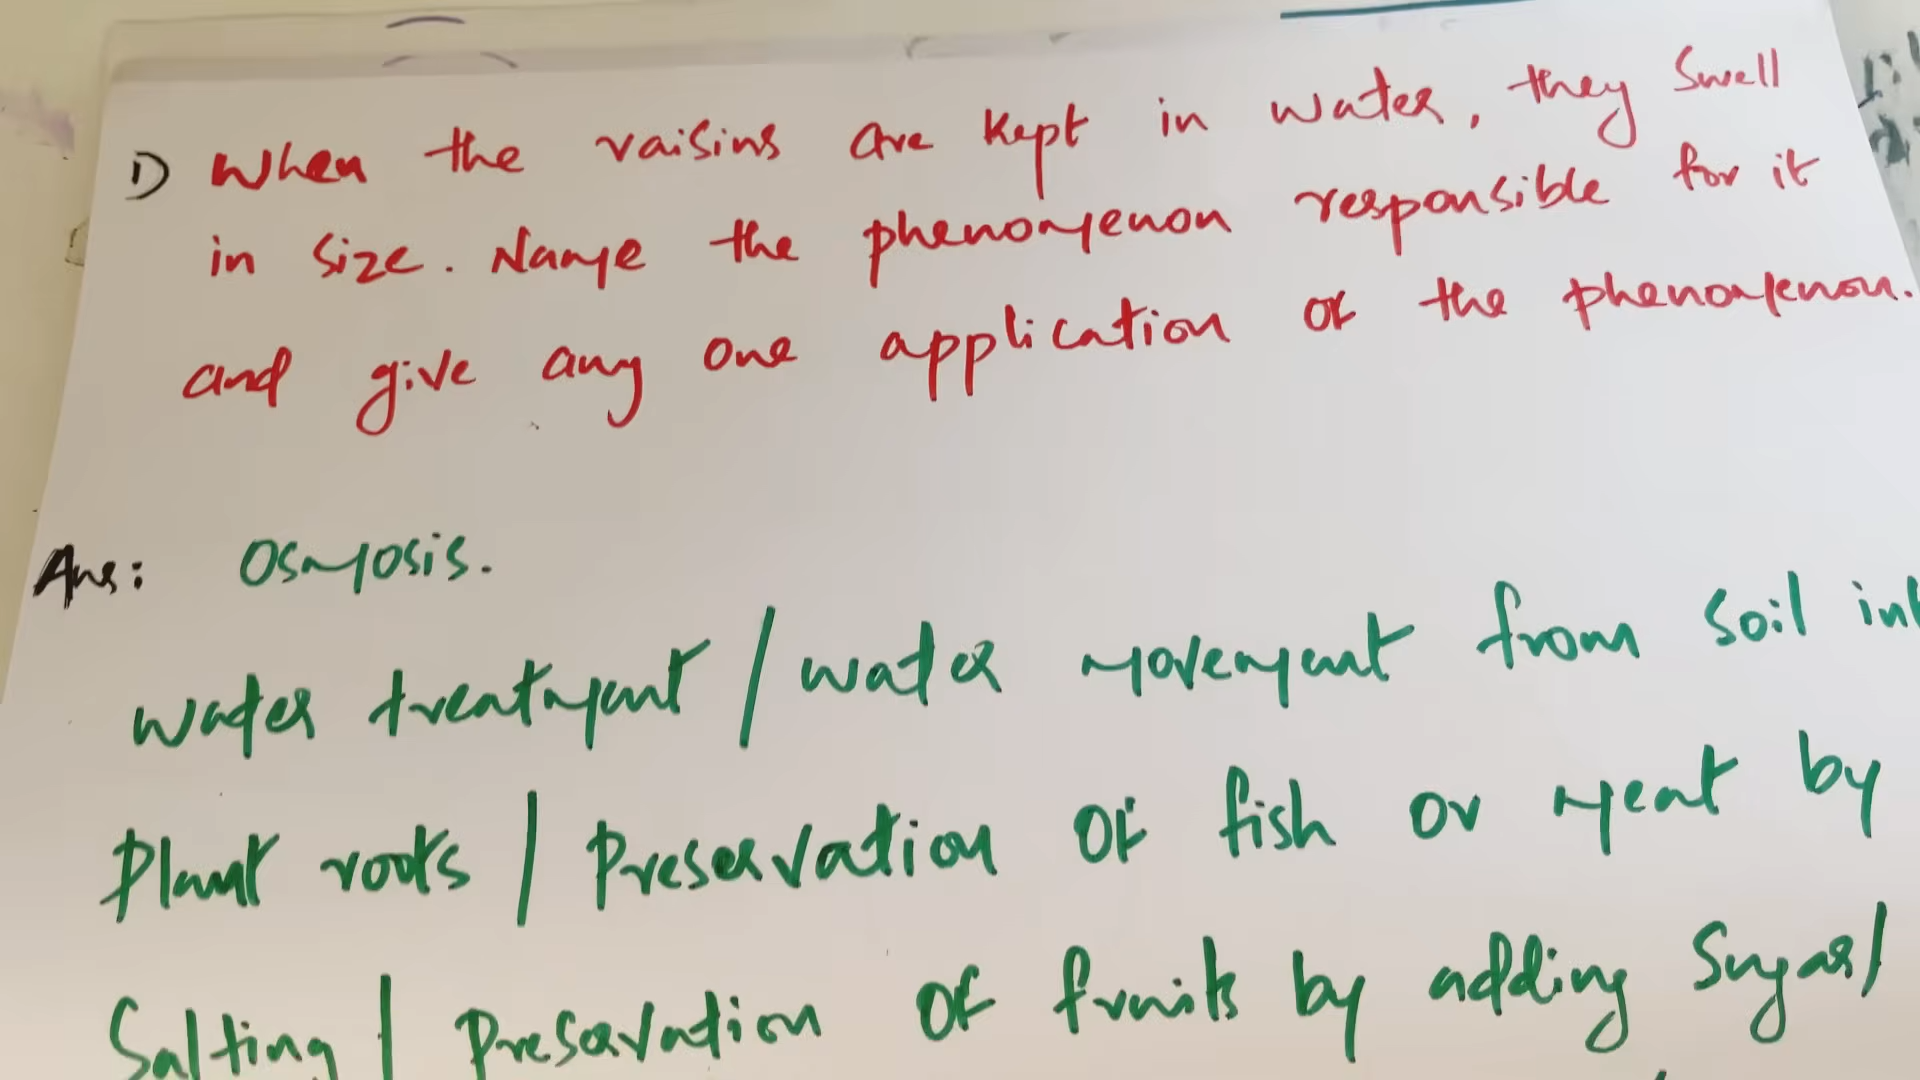 1) When the raisins are kept in water, they swell
in size. Name the phenomenon responsible for it
and give any one application of the phenomenon.
Ans: Osmosis.
Water treatment / water movement from soil
Plant roots / Preservation of fish or meat by
Salting / Preservation of fruits by adding Sugar/